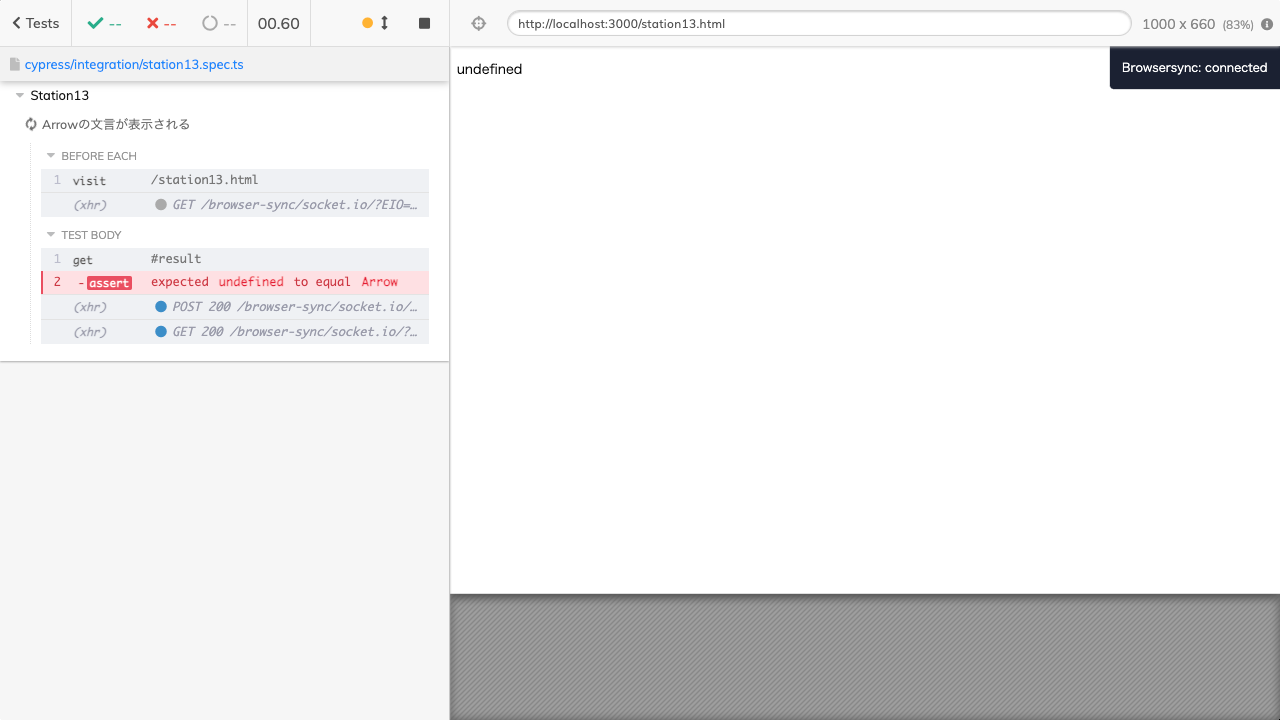 Tests -- -- -- 00.60
http://localhost:3000/station13.html 1000 x 660 (83%)
cypress/integration/station13.spec.ts
Station13
Arrowの文言が表示される
BEFORE EACH
1 visit /station13.html
(xhr) GET /browser-sync/socket.io/?EIO=…
TEST BODY
1 get #result
2 -assert expected undefined to equal Arrow
(xhr) POST 200 /browser-sync/socket.io/…
(xhr) GET 200 /browser-sync/socket.io/?…
undefined
Browsersync: connected